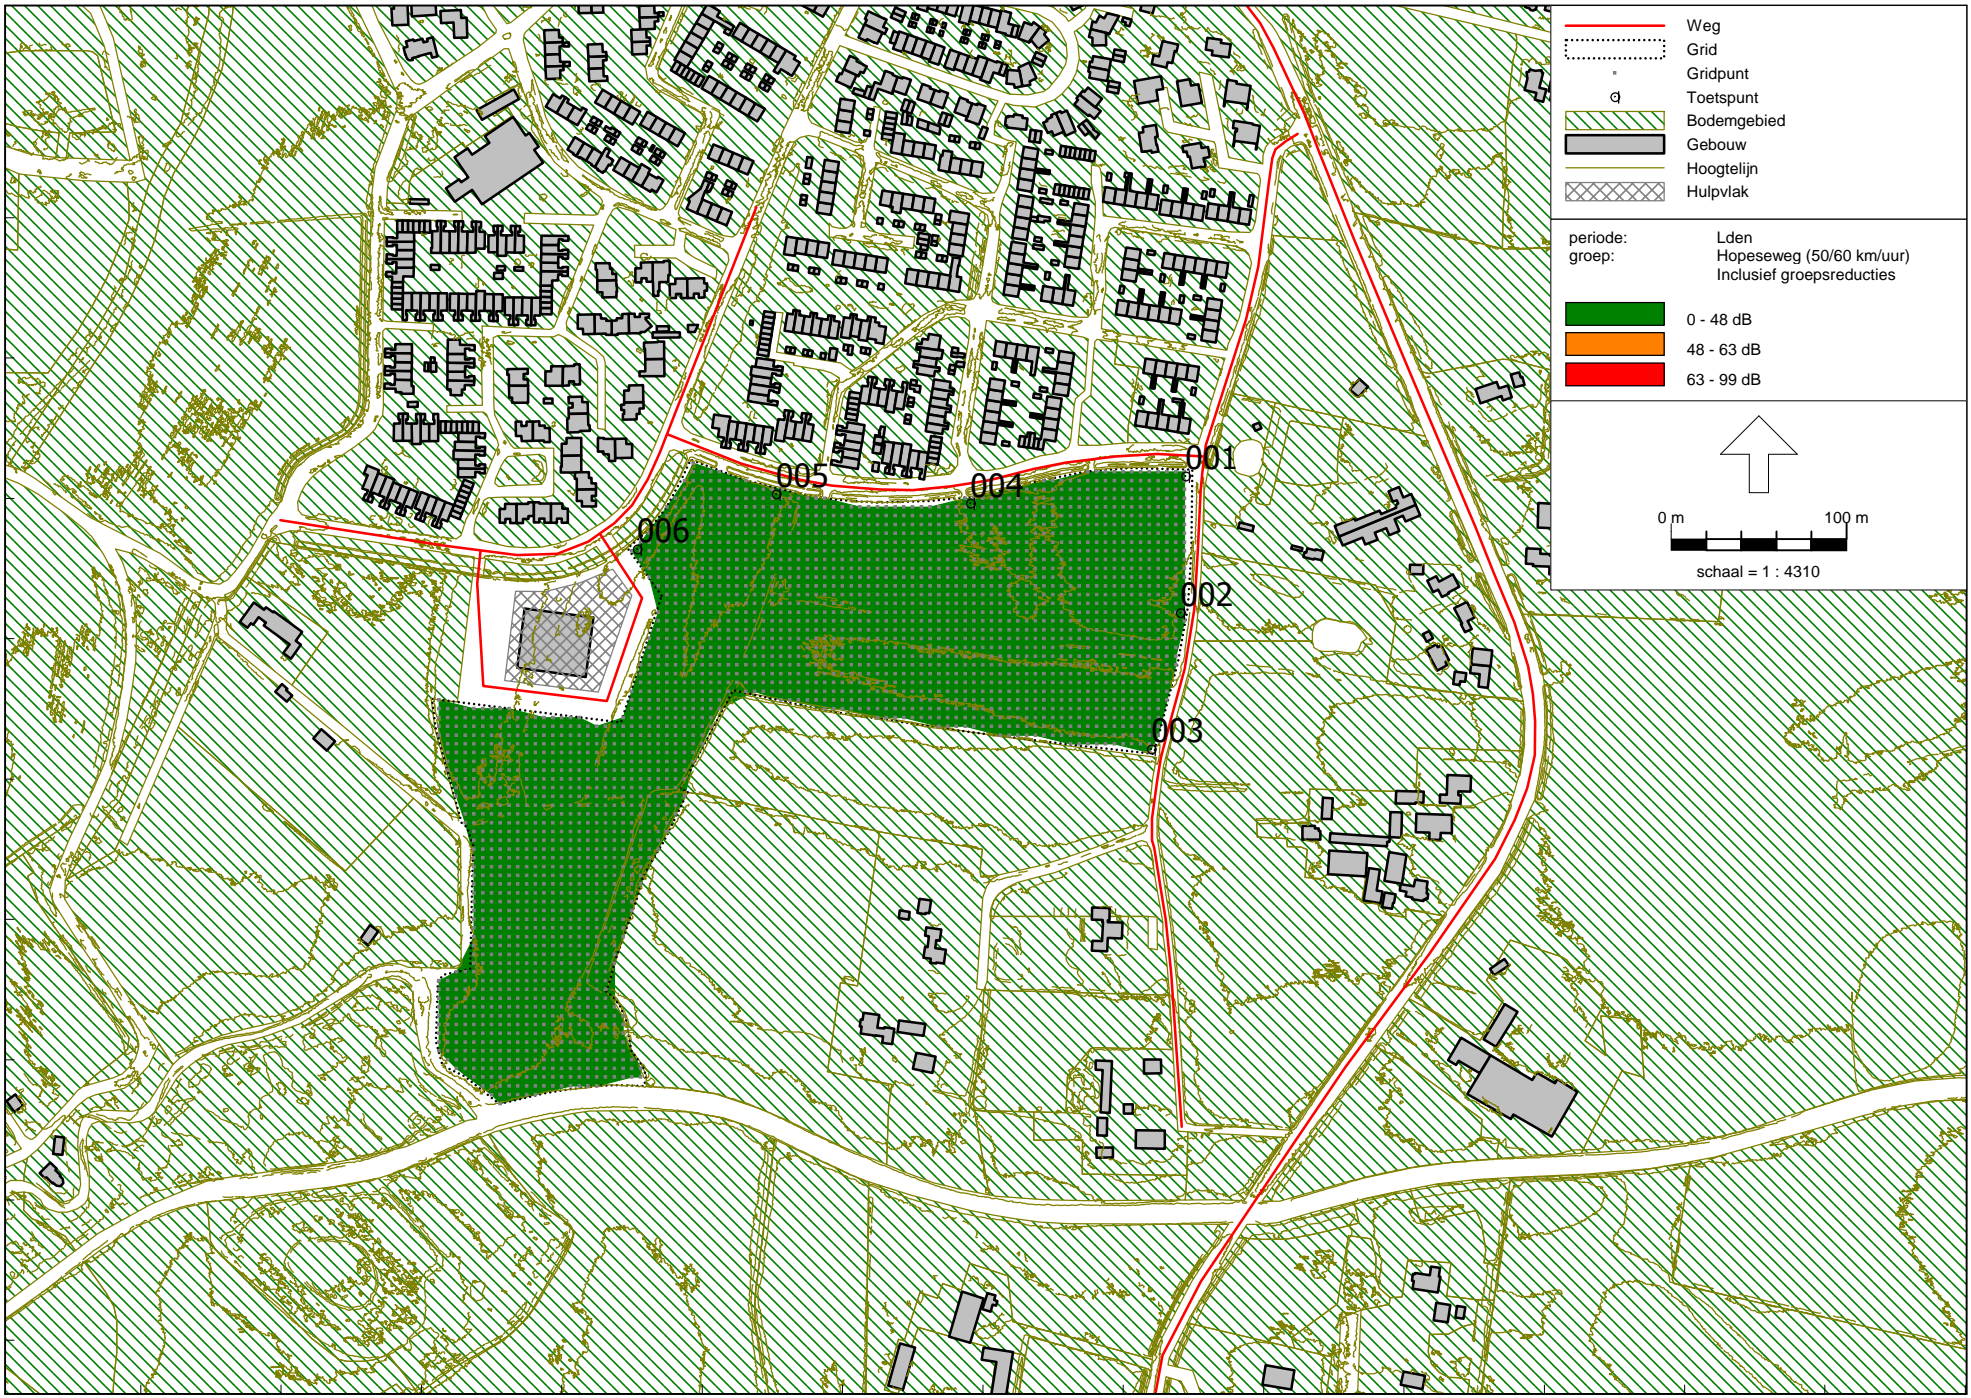 Weg
Grid
Gridpunt
Toetspunt
Bodemgebied
Gebouw
Hoogtelijn
Hulpvlak
periode: Lden
groep: Hopeseweg (50/60 km/uur)
Inclusief groepsreducties
0 - 48 dB
48 - 63 dB
63 - 99 dB
0 m 100 m
schaal = 1 : 4310
001
005
004
006
002
003